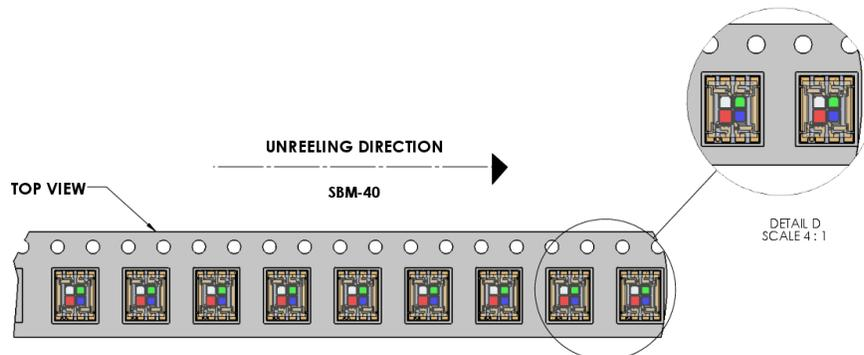 UNREELING DIRECTION
SBM-40
TOP VIEW
DETAIL D
SCALE 4 : 1